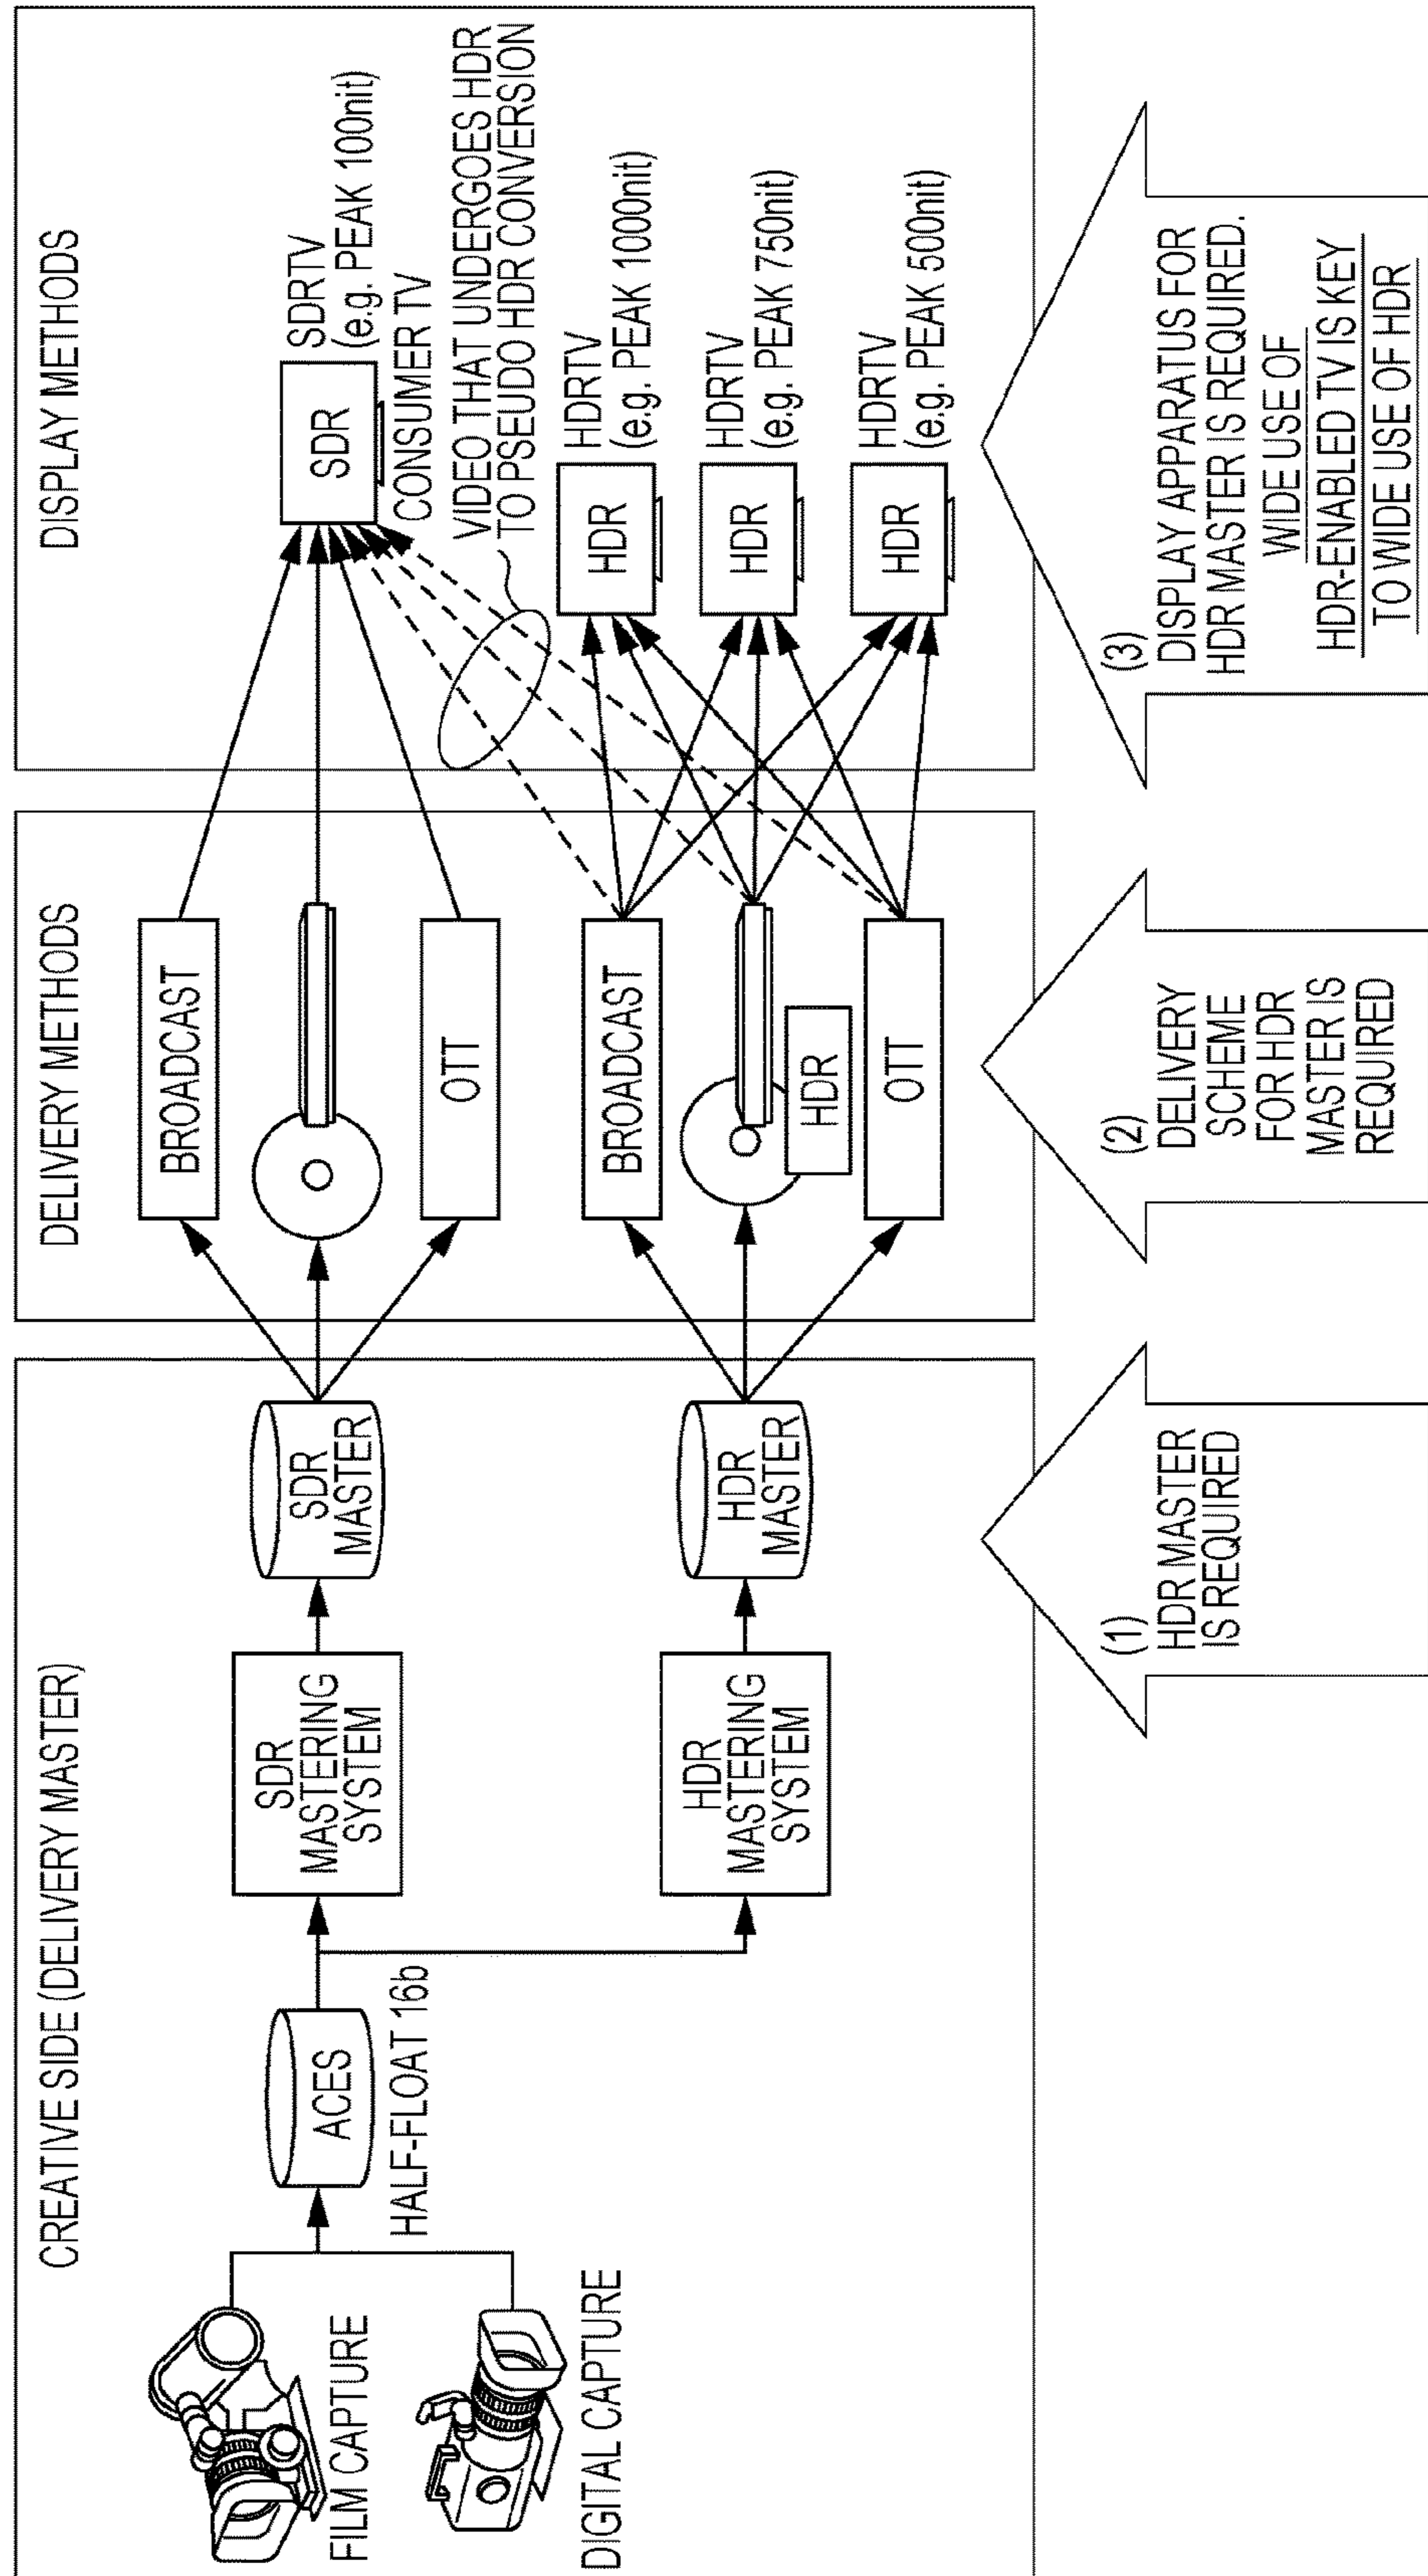 CREATIVE SIDE (DELIVERY MASTER)
FILM CAPTURE
DIGITAL CAPTURE
ACES
HALF-FLOAT 16b
SDR
MASTERING
SYSTEM
SDR
MASTER
HDR
MASTERING
SYSTEM
HDR
MASTER
DELIVERY METHODS
BROADCAST
OTT
BROADCAST
HDR
OTT
DISPLAY METHODS
SDR
SDRTV
(e.g. PEAK 100nit)
CONSUMER TV
VIDEO THAT UNDERGOES HDR
TO PSEUDO HDR CONVERSION
HDR
HDRTV
(e.g. PEAK 1000nit)
HDR
HDRTV
(e.g. PEAK 750nit)
HDR
HDRTV
(e.g. PEAK 500nit)
(1)
HDR MASTER
IS REQUIRED
(2)
DELIVERY
SCHEME
FOR HDR
MASTER IS
REQUIRED
(3)
DISPLAY APPARATUS FOR
HDR MASTER IS REQUIRED.
WIDE USE OF
HDR-ENABLED TV IS KEY
TO WIDE USE OF HDR